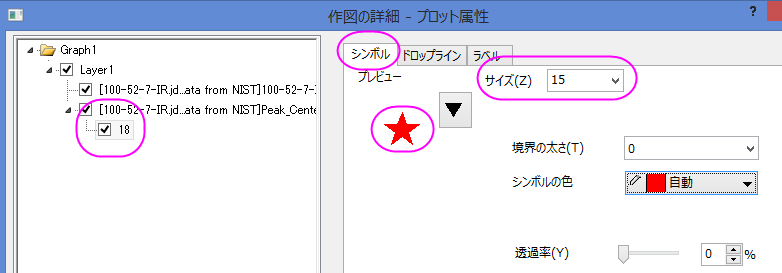 作図の詳細 - プロット属性
?
Graph1
Layer1
[100-52-7-IR.jd..ata from NIST]100-52-7-I
[100-52-7-IR.jd..ata from NIST]Peak_Cente
18
シンボル ドロップライン ラベル
プレビュー
サイズ(Z) 15
境界の太さ(T) 0
シンボルの色 自動
透過率(Y) 0 %